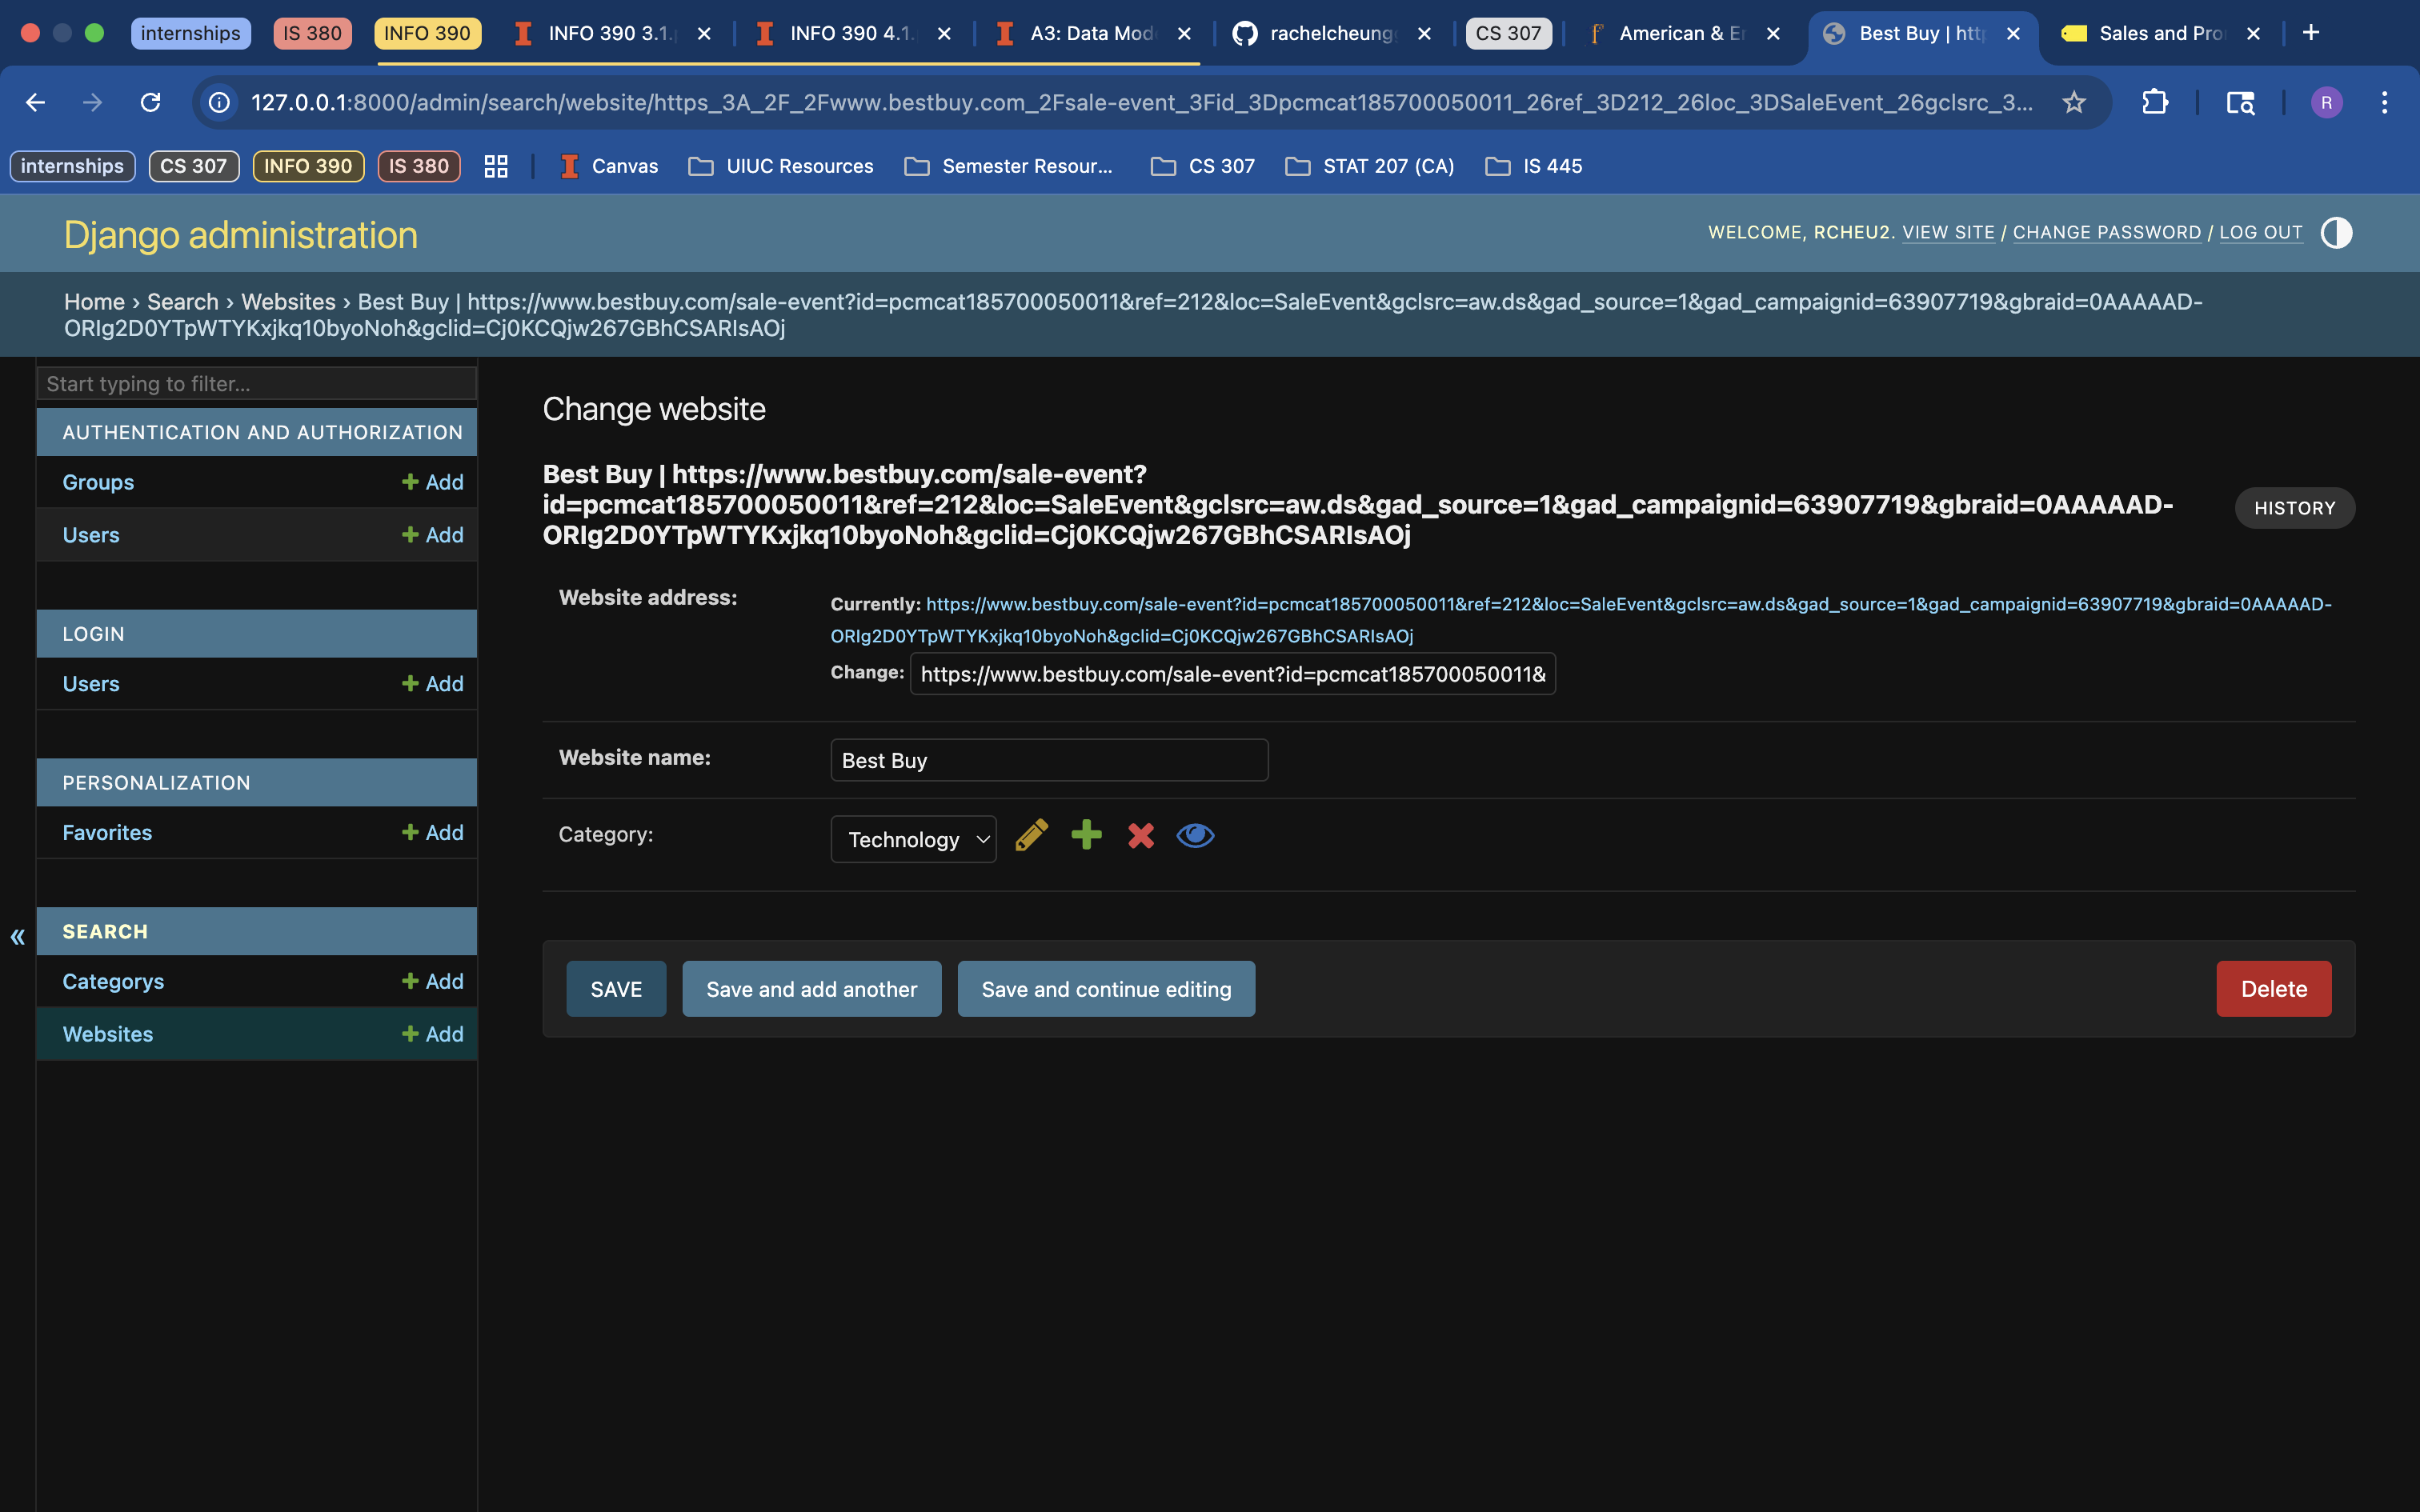 internships
IS 380
INFO 390
INFO 390 3.1.
INFO 390 4.1.
A3: Data Mod
rachelcheung
CS 307
American & E
Best Buy | htt
Sales and Pro
127.0.0.1:8000/admin/search/website/https_3A_2F_2Fwww.bestbuy.com_2Fsale-event_3Fid_3Dpcmcat185700050011_26ref_3D212_26loc_3DSaleEvent_26gclsrc_3...
R
internships
CS 307
INFO 390
IS 380
Canvas
UIUC Resources
Semester Resour...
CS 307
STAT 207 (CA)
IS 445
Django administration
WELCOME, RCHEU2. VIEW SITE / CHANGE PASSWORD / LOG OUT
Home › Search › Websites › Best Buy | https://www.bestbuy.com/sale-event?id=pcmcat185700050011&ref=212&loc=SaleEvent&gclsrc=aw.ds&gad_source=1&gad_campaignid=63907719&gbraid=0AAAAAD-
ORIg2D0YTpWTYKxjkq10byoNoh&gclid=Cj0KCQjw267GBhCSARIsAOj
Start typing to filter...
AUTHENTICATION AND AUTHORIZATION
Groups
Add
Users
Add
LOGIN
Users
Add
PERSONALIZATION
Favorites
Add
SEARCH
Categorys
Add
Websites
Add
«
Change website
Best Buy | https://www.bestbuy.com/sale-event?
id=pcmcat185700050011&ref=212&loc=SaleEvent&gclsrc=aw.ds&gad_source=1&gad_campaignid=63907719&gbraid=0AAAAAD-
ORIg2D0YTpWTYKxjkq10byoNoh&gclid=Cj0KCQjw267GBhCSARIsAOj
HISTORY
Website address:
Currently: https://www.bestbuy.com/sale-event?id=pcmcat185700050011&ref=212&loc=SaleEvent&gclsrc=aw.ds&gad_source=1&gad_campaignid=63907719&gbraid=0AAAAAD-
ORIg2D0YTpWTYKxjkq10byoNoh&gclid=Cj0KCQjw267GBhCSARIsAOj
Change: https://www.bestbuy.com/sale-event?id=pcmcat185700050011&
Website name:
Best Buy
Category:
Technology
SAVE
Save and add another
Save and continue editing
Delete